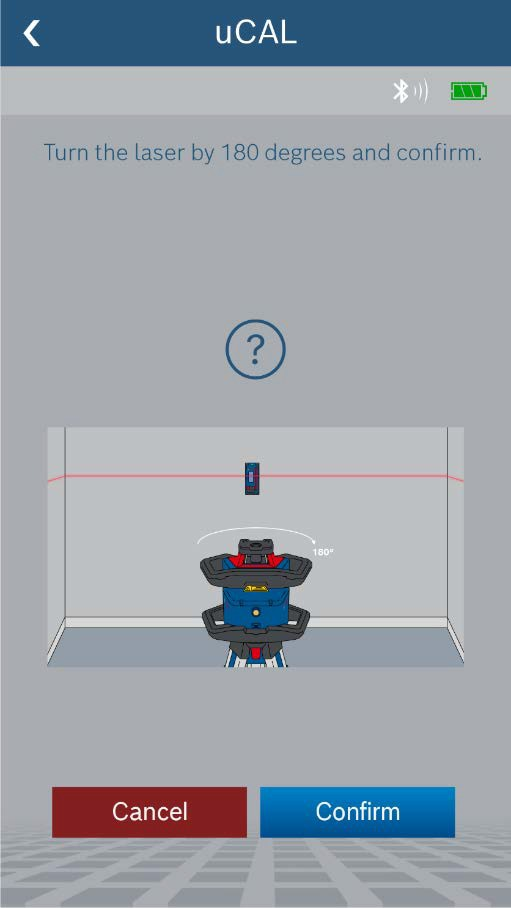 uCAL
Turn the laser by 180 degrees and confirm.
?
180°
Cancel
Confirm